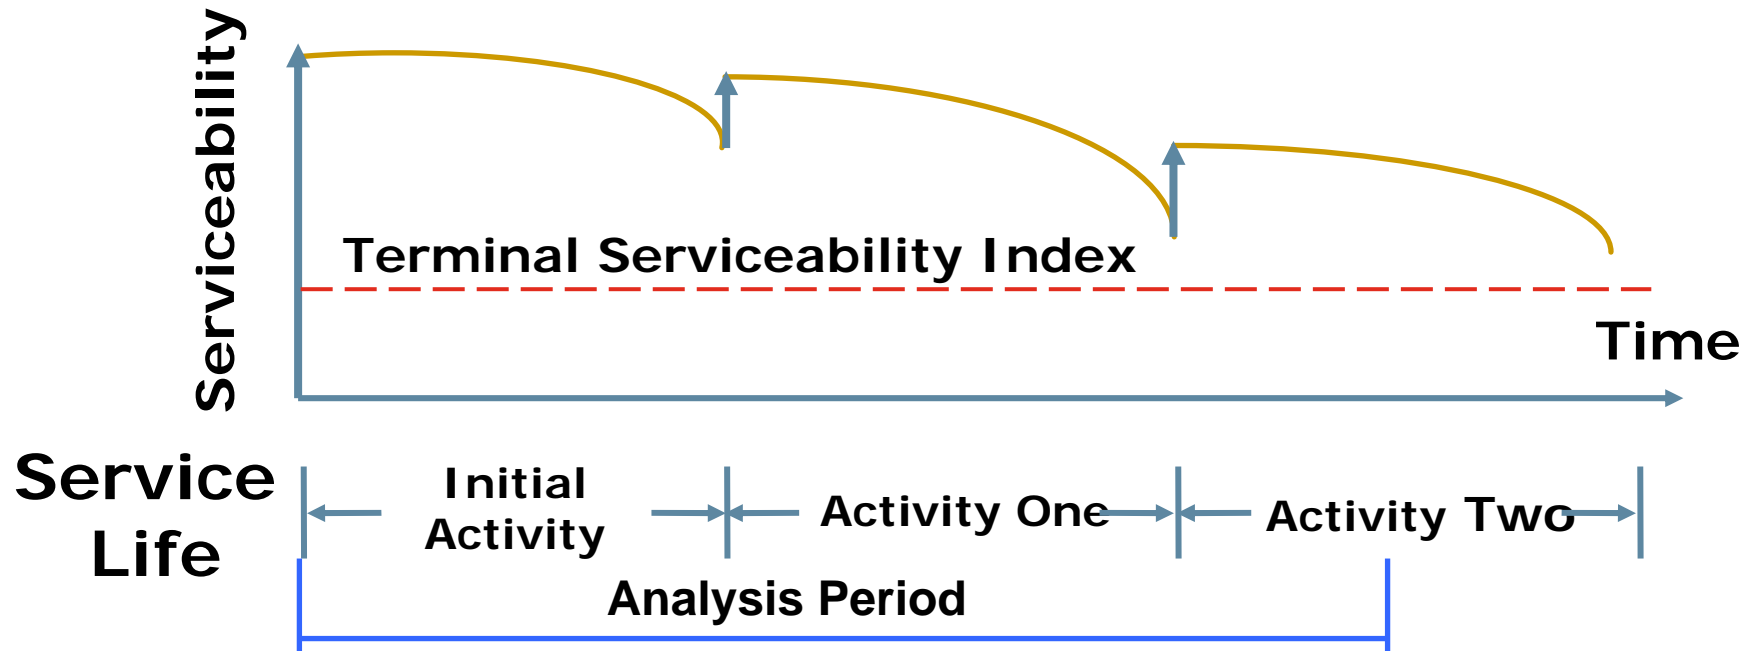 Serviceability
Terminal Serviceability Index
Time
Service
Life
Initial
Activity
Activity One
Activity Two
Analysis Period